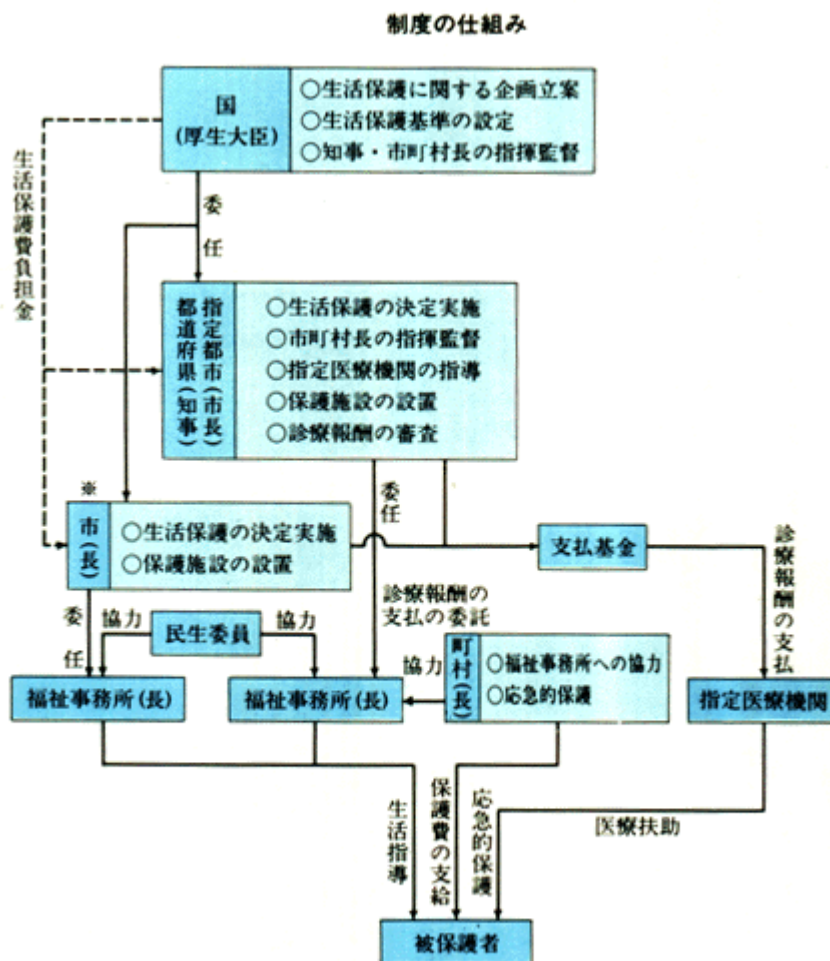 制度の仕組み
国
(厚生大臣)
○生活保護に関する企画立案
○生活保護基準の設定
○知事・市町村長の指揮監督
生活保護費負担金
委任
指定都市(市長)
都道府県(知事)
○生活保護の決定実施
○市町村長の指揮監督
○指定医療機関の指導
○保護施設の設置
○診療報酬の審査
※
市(長)
○生活保護の決定実施
○保護施設の設置
委任
支払基金
診療報酬の支払
診療報酬の
支払の委託
委任
協力
民生委員
協力
協力
町村(長)
○福祉事務所への協力
○応急的保護
福祉事務所(長)
福祉事務所(長)
指定医療機関
生活指導
保護費の支給
応急的保護
医療扶助
被保護者